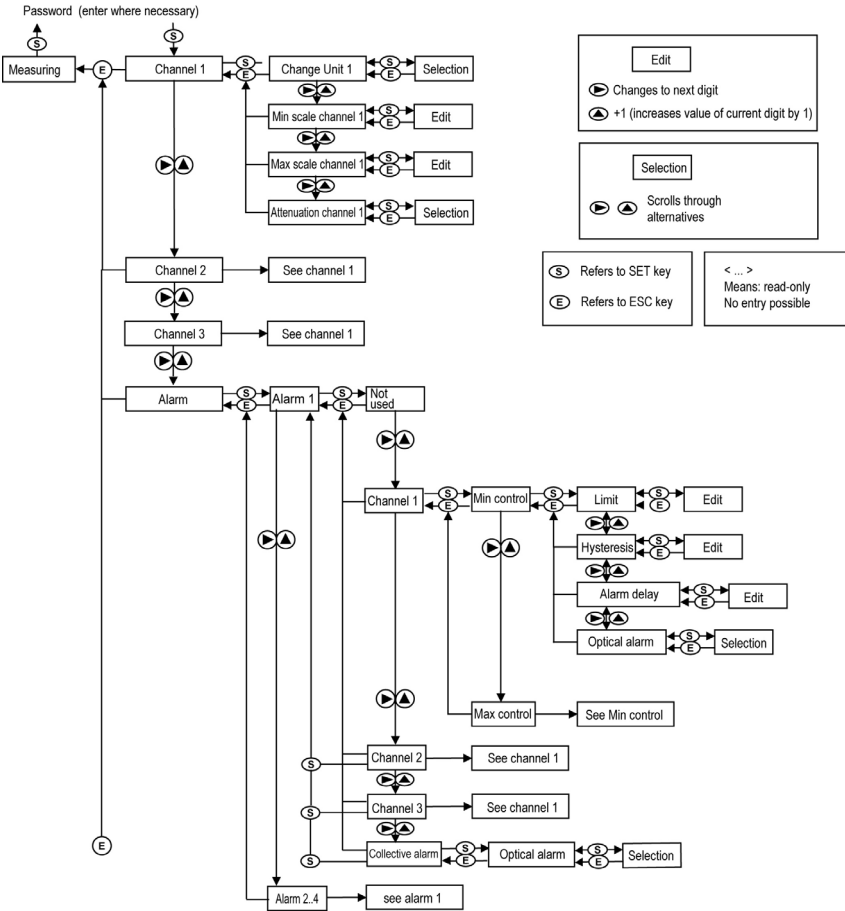 Password (enter where necessary)
S
S
Measuring
E
Channel 1
S
E
Change Unit 1
S
E
Selection
Min scale channel 1
S
E
Edit
Max scale channel 1
S
E
Edit
Attenuation channel 1
S
E
Selection
Channel 2
See channel 1
Channel 3
See channel 1
Alarm
S
E
Alarm 1
S
E
Not
used
Channel 1
S
E
Min control
S
E
Limit
S
E
Edit
Hysteresis
S
E
Edit
Alarm delay
S
E
Edit
Optical alarm
S
E
Selection
Max control
See Min control
S
Channel 2
See channel 1
S
Channel 3
See channel 1
E
S
Collective alarm
S
E
Optical alarm
S
E
Selection
Alarm 2..4
see alarm 1
Edit
Changes to next digit
+1 (increases value of current digit by 1)
Selection
Scrolls through
alternatives
S Refers to SET key
E Refers to ESC key
< ... >
Means: read-only
No entry possible